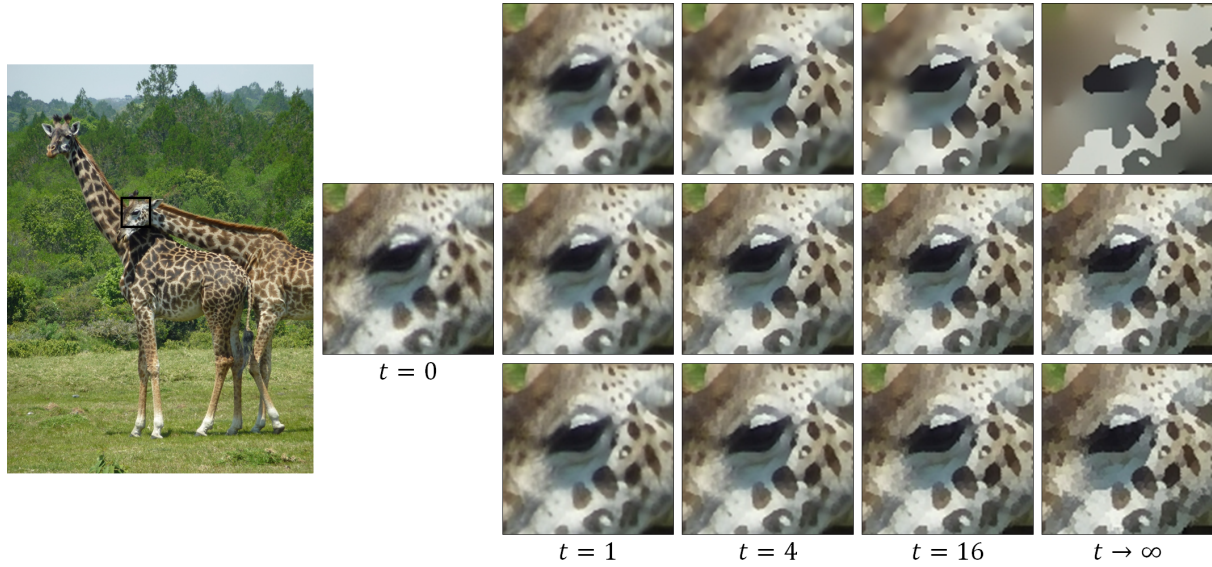 t = 0
t = 1
t = 4
t = 16
t → ∞